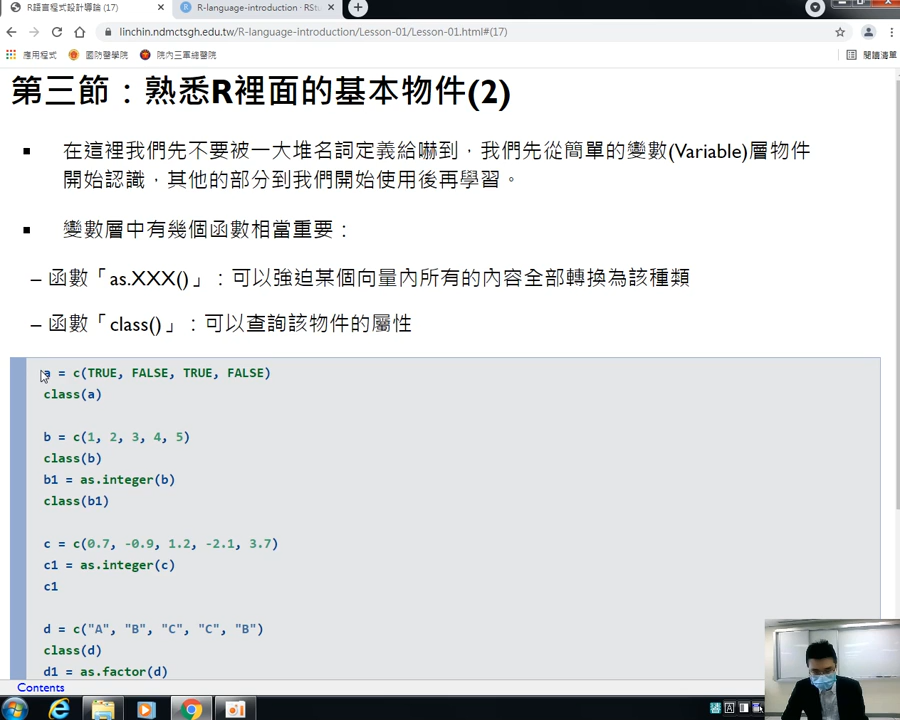 R語言程式設計導論 (17)
R-language-introduction · RSt
linchin.ndmctsgh.edu.tw/R-language-introduction/Lesson-01/Lesson-01.html#(17)
應用程式
國防醫學院
院內三軍總醫院
閱讀清單
第三節：熟悉R裡面的基本物件(2)
在這裡我們先不要被一大堆名詞定義給嚇到，我們先從簡單的變數(Variable)層物件
開始認識，其他的部分到我們開始使用後再學習。
變數層中有幾個函數相當重要：
– 函數「as.XXX()」：可以強迫某個向量內所有的內容全部轉換為該種類
– 函數「class()」：可以查詢該物件的屬性
a = c(TRUE, FALSE, TRUE, FALSE)
class(a)
b = c(1, 2, 3, 4, 5)
class(b)
b1 = as.integer(b)
class(b1)
c = c(0.7, -0.9, 1.2, -2.1, 3.7)
c1 = as.integer(c)
c1
d = c("A", "B", "C", "C", "B")
class(d)
d1 = as.factor(d)
Contents